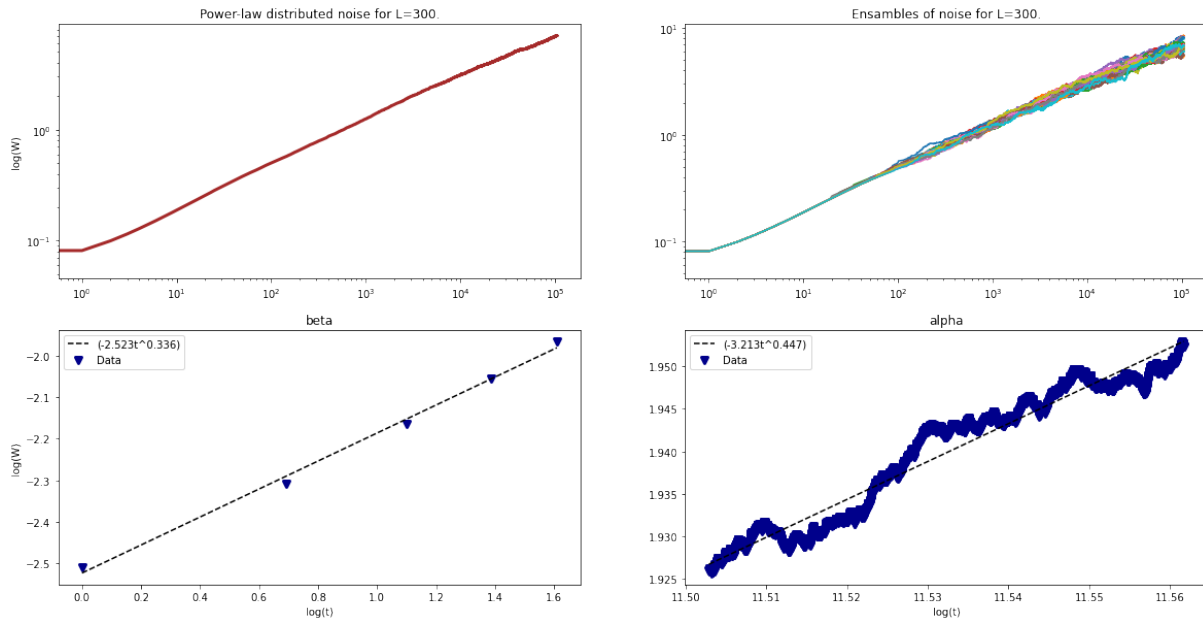 Power-law distributed noise for L=300.
log(W)
10^0
10^-1
10^0 10^1 10^2 10^3 10^4 10^5
Ensambles of noise for L=300.
10^1
10^0
10^-1
10^0 10^1 10^2 10^3 10^4 10^5
beta
(-2.523t^0.336)
Data
log(W)
−2.0
−2.1
−2.2
−2.3
−2.4
−2.5
0.0 0.2 0.4 0.6 0.8 1.0 1.2 1.4 1.6
log(t)
alpha
(-3.213t^0.447)
Data
1.950
1.945
1.940
1.935
1.930
1.925
11.50 11.51 11.52 11.53 11.54 11.55 11.56
log(t)